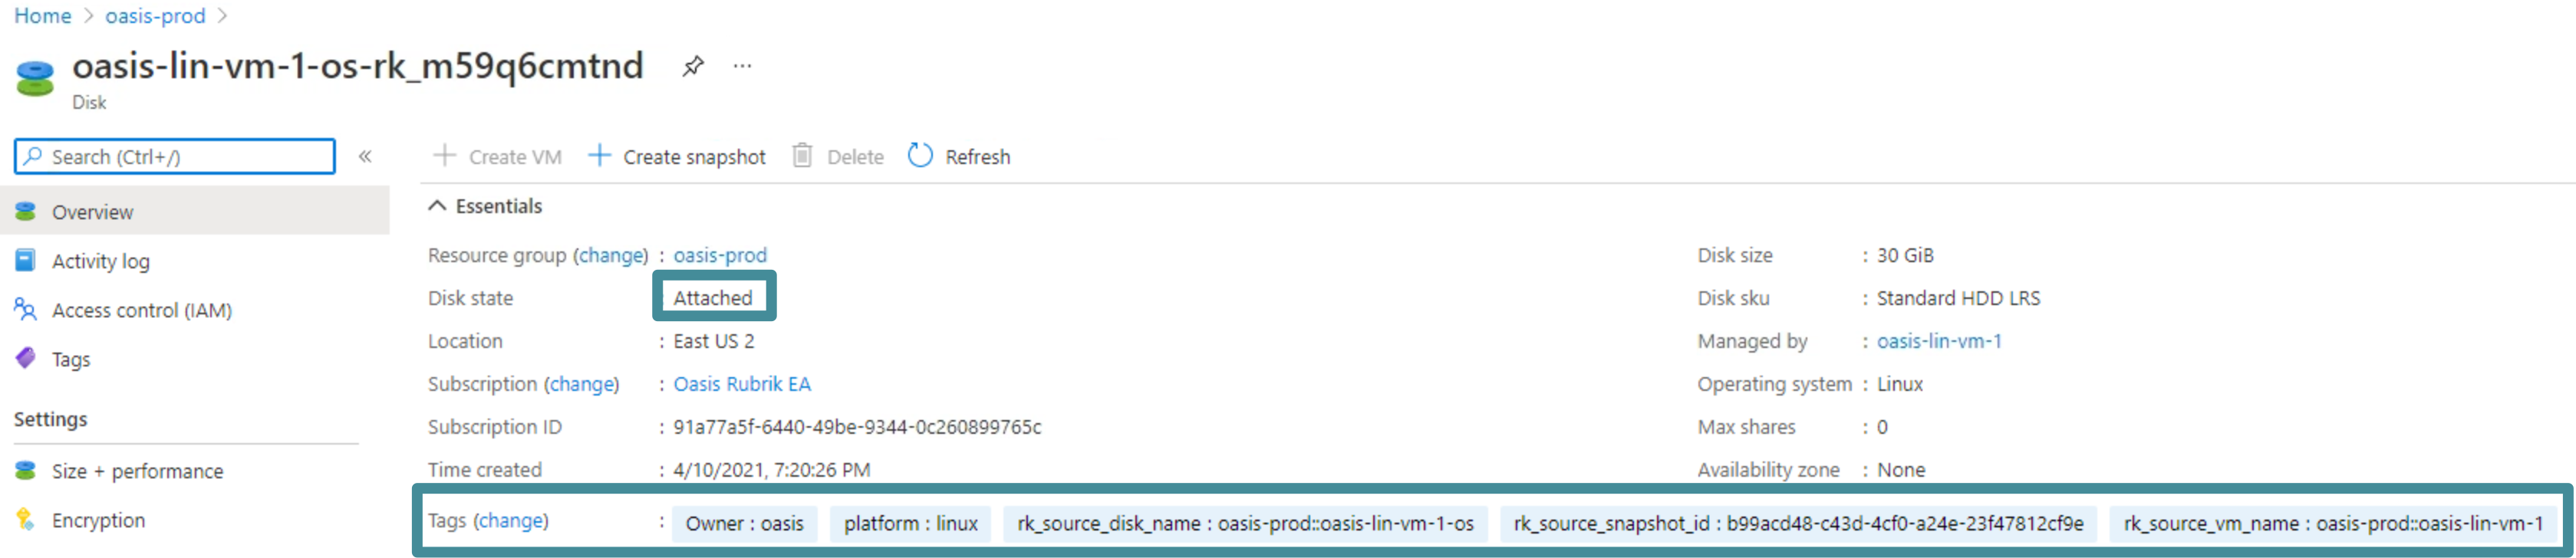 Home > oasis-prod >
oasis-lin-vm-1-os-rk_m59q6cmtnd ...
Disk
Search (Ctrl+/) «
+ Create VM + Create snapshot Delete Refresh
Overview
Activity log
Access control (IAM)
Tags
Settings
Size + performance
Encryption
Essentials
Resource group (change) : oasis-prod
Disk state : Attached
Location : East US 2
Subscription (change) : Oasis Rubrik EA
Subscription ID : 91a77a5f-6440-49be-9344-0c260899765c
Time created : 4/10/2021, 7:20:26 PM
Disk size : 30 GiB
Disk sku : Standard HDD LRS
Managed by : oasis-lin-vm-1
Operating system : Linux
Max shares : 0
Availability zone : None
Tags (change) : Owner : oasis platform : linux rk_source_disk_name : oasis-prod::oasis-lin-vm-1-os rk_source_snapshot_id : b99acd48-c43d-4cf0-a24e-23f47812cf9e rk_source_vm_name : oasis-prod::oasis-lin-vm-1